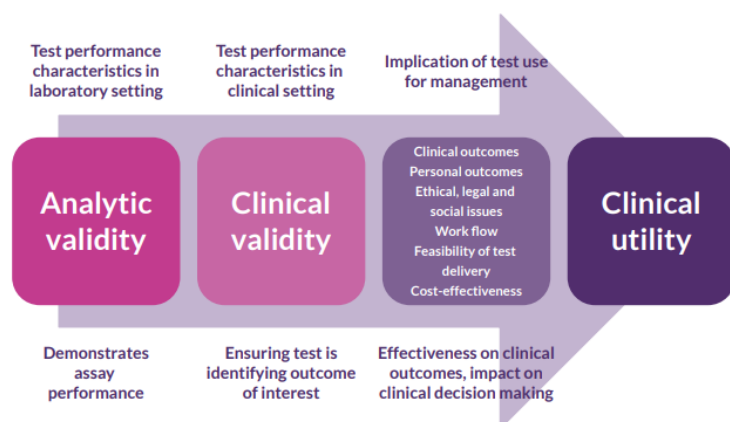 Test performance
characteristics in
laboratory setting
Test performance
characteristics in
clinical setting
Implication of test use
for management
Analytic
validity
Clinical
validity
Clinical outcomes
Personal outcomes
Ethical, legal and
social issues
Work flow
Feasibility of test
delivery
Cost-effectiveness
Clinical
utility
Demonstrates
assay
performance
Ensuring test is
identifying outcome
of interest
Effectiveness on clinical
outcomes, impact on
clinical decision making